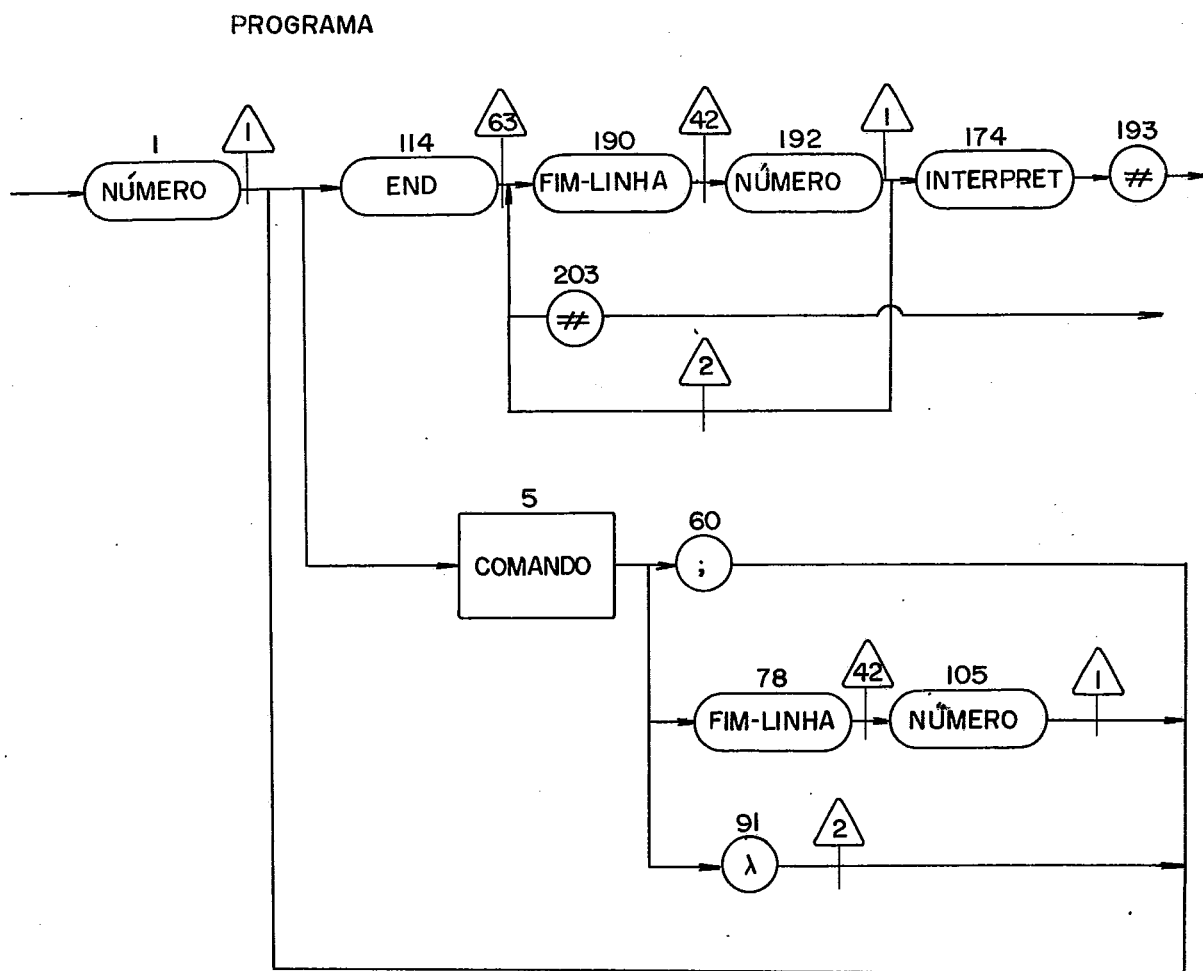 PROGRAMA
1 1 114 63 190 42 192 1 174 193
NÚMERO END FIM-LINHA NÚMERO INTERPRET #
203
#
2
5 60
COMANDO ;
78 42 105 1
FIM-LINHA NÚMERO
91 2
λ